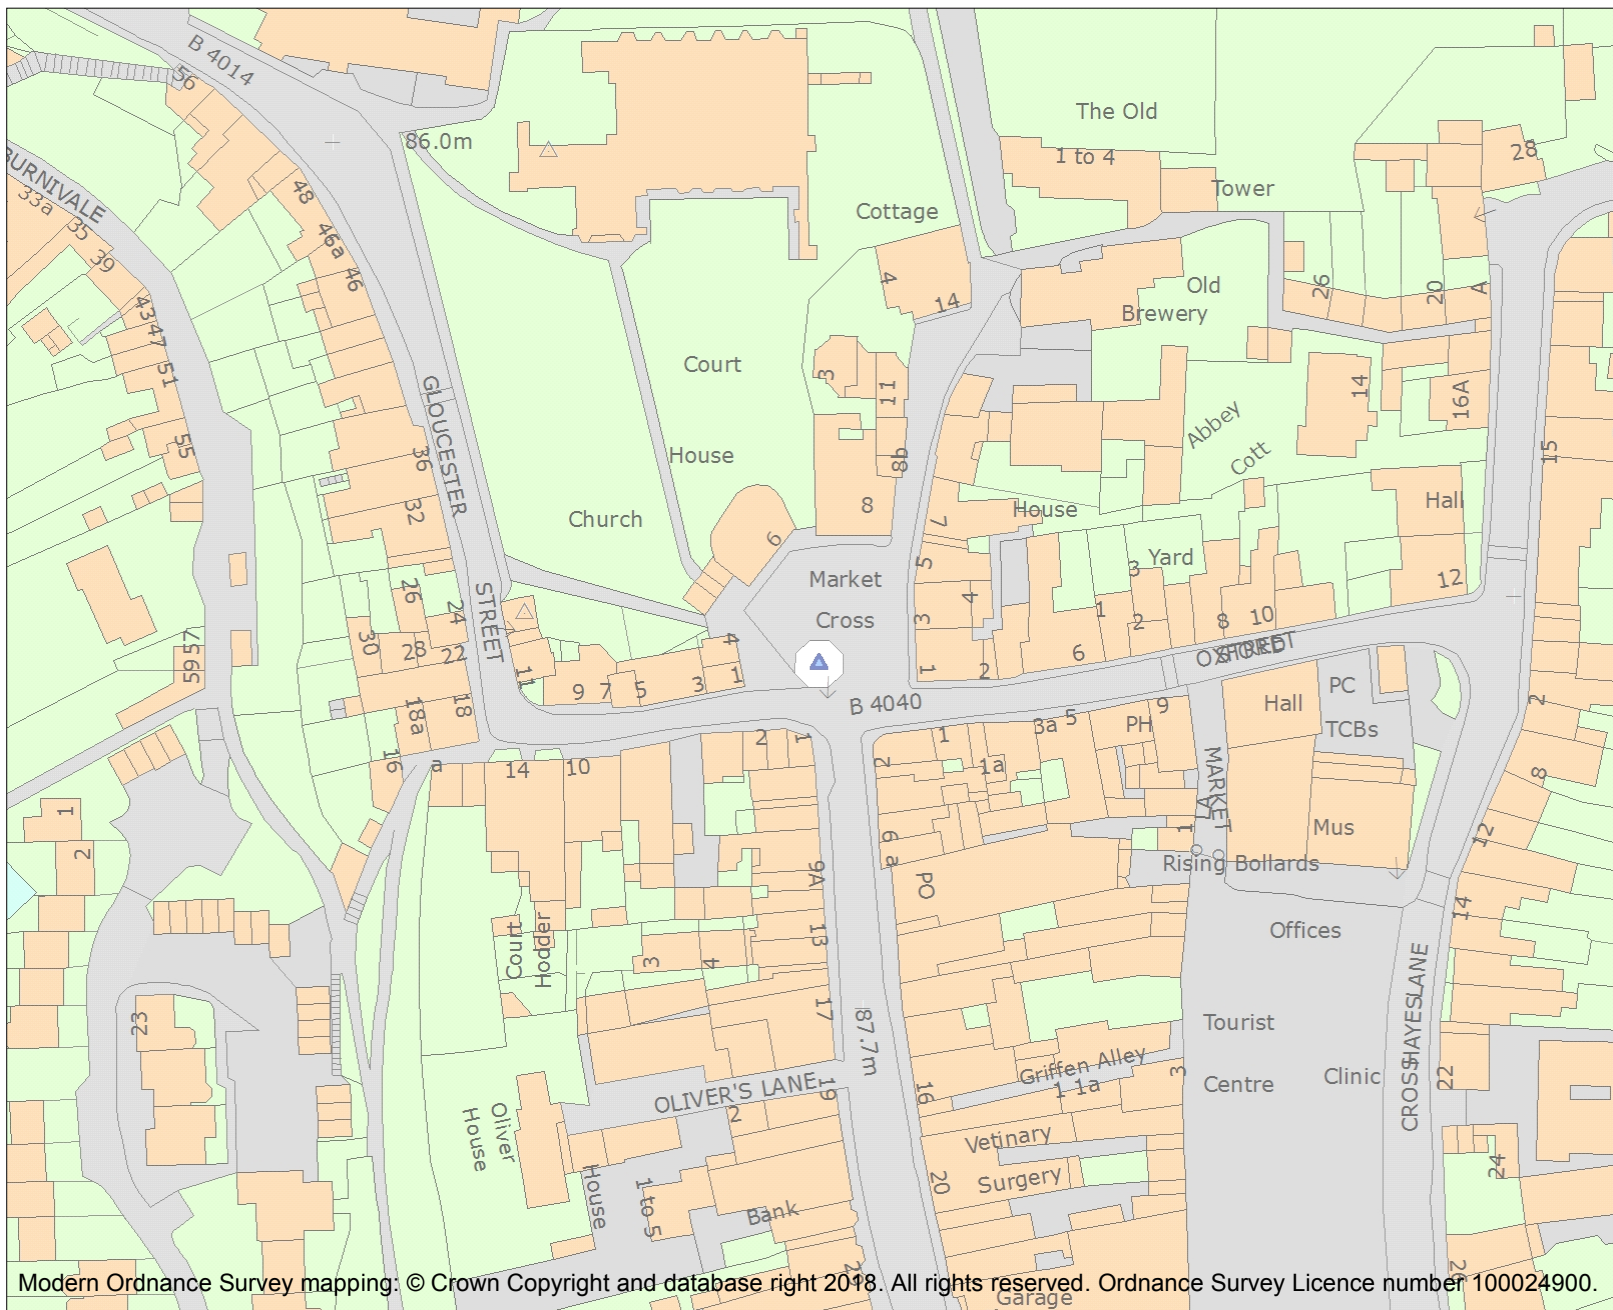 B 4014
56
86.0m
The Old
1 to 4
28
BURNIVALE
33a
35
39
48
46a
46
Cottage
Tower
4
14
Old
Brewery
26
20
A
43
47
51
55
Court
3
11
14
16A
15
GLOUCESTER
36
32
House
8b
8
Abbey
Cott
Church
6
7
House
Hall
Market
Cross
5
3
4
1
2
3
Yard
1
2
8
10
12
STREET
26
24
30
28
22
57
59
4
11
9
7
5
3
1
6
OXFORD
STREET
18a
18
B 4040
2
1
1
3a
5
PH
9
Hall
PC
TCBs
2
16
a
14
10
2
1a
MARKET
8
1
2
9A
6
a
PO
1
Mus
12
Rising Bollards
14
Court
Hodder
13
3
4
Offices
CROSSHAYES LANE
23
17
87.7m
Tourist
Centre
Clinic
22
Griffen Alley
1 1a
3
OLIVER'S LANE
19
2
16
Oliver
House
Vetinary
Surgery
20
24
House
1 to 5
Bank
26
Garage
Modern Ordnance Survey mapping: © Crown Copyright and database right 2018. All rights reserved. Ordnance Survey Licence number 100024900.